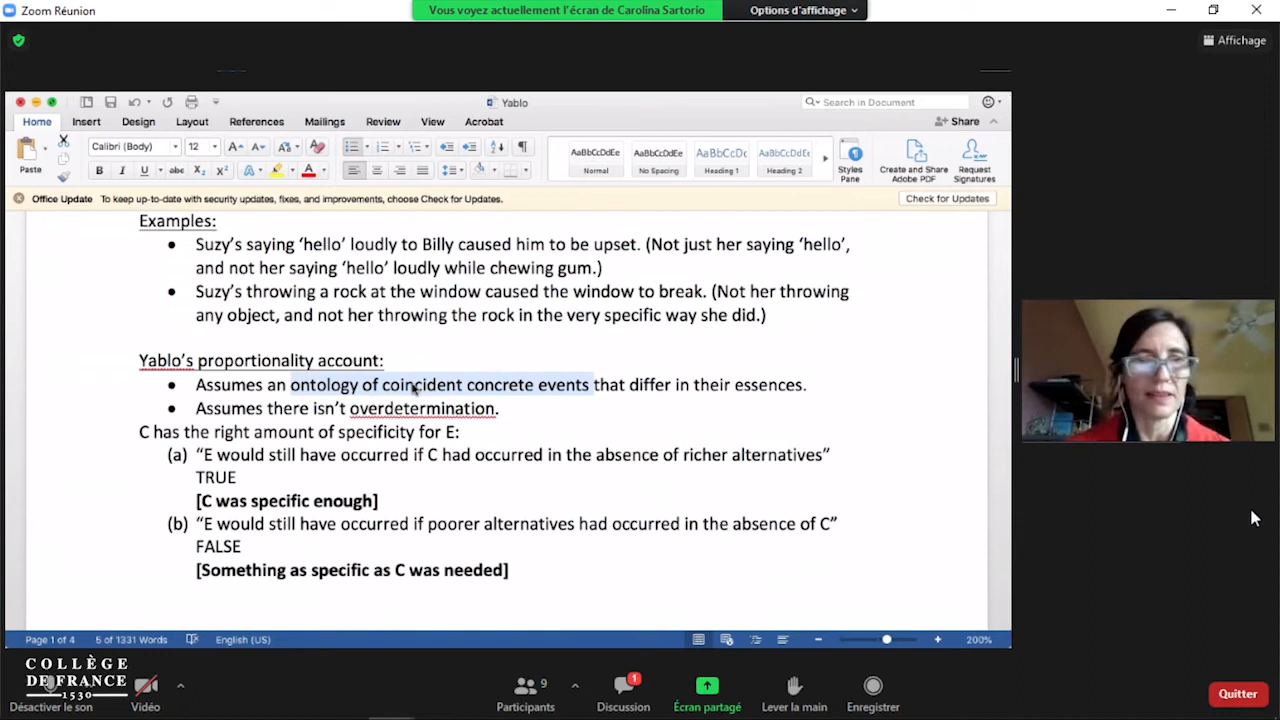 Zoom Réunion
Vous voyez actuellement l'écran de Carolina Sartorio
Options d'affichage
Affichage
Yablo
Search in Document
Home Insert Design Layout References Mailings Review View Acrobat
Share
Paste
Calibri (Body) 12
B I U abc X₂ X²
AaBbCcDdEe AaBbCcDdEe AaBbCcDc AaBbCcDdEe
Normal No Spacing Heading 1 Heading 2
Styles Pane
Create and Share Adobe PDF
Request Signatures
Office Update To keep up-to-date with security updates, fixes, and improvements, choose Check for Updates.
Check for Updates
Examples:
• Suzy's saying 'hello' loudly to Billy caused him to be upset. (Not just her saying 'hello',
and not her saying 'hello' loudly while chewing gum.)
• Suzy's throwing a rock at the window caused the window to break. (Not her throwing
any object, and not her throwing the rock in the very specific way she did.)
Yablo's proportionality account:
• Assumes an ontology of coincident concrete events that differ in their essences.
• Assumes there isn't overdetermination.
C has the right amount of specificity for E:
(a) "E would still have occurred if C had occurred in the absence of richer alternatives"
TRUE
[C was specific enough]
(b) "E would still have occurred if poorer alternatives had occurred in the absence of C"
FALSE
[Something as specific as C was needed]
Page 1 of 4 5 of 1331 Words English (US)
200%
COLLÈGE
DE FRANCE
1530
Désactiver le son
Vidéo
9
Participants
1
Discussion
Écran partagé
Lever la main
Enregistrer
Quitter